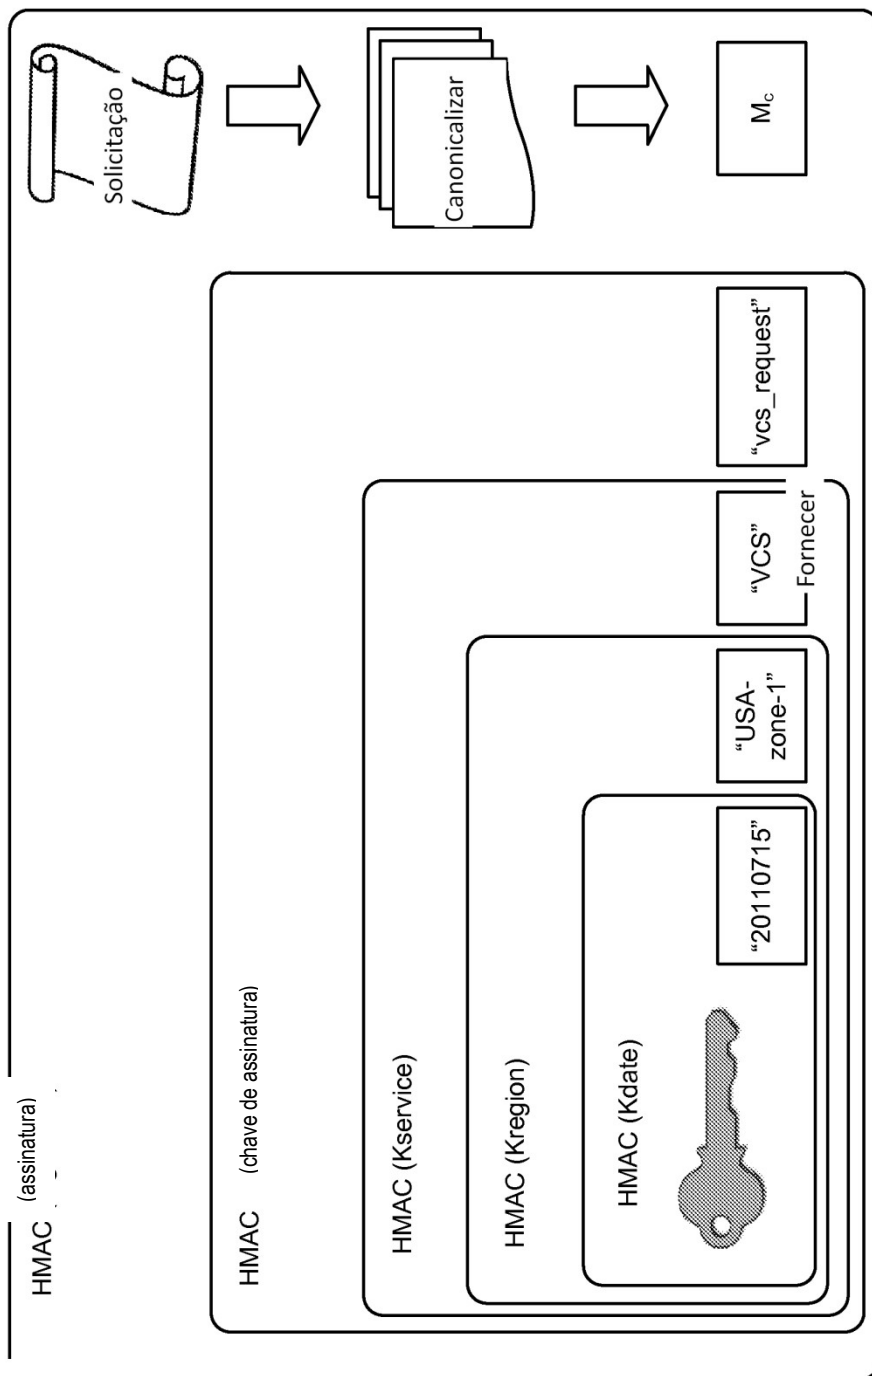 HMAC (assinatura)
Solicitação
Canonicalizar
M_c
HMAC (chave de assinatura)
"vcs_request"
HMAC (Kservice)
"VCS"
Fornecer
HMAC (Kregion)
"USA-
zone-1"
HMAC (Kdate)
"20110715"